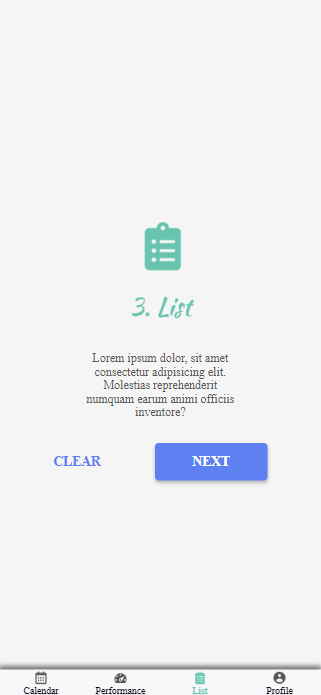 3. List
Lorem ipsum dolor, sit amet
consectetur adipisicing elit.
Molestias reprehenderit
numquam earum animi officiis
inventore?
CLEAR NEXT
Calendar Performance List Profile